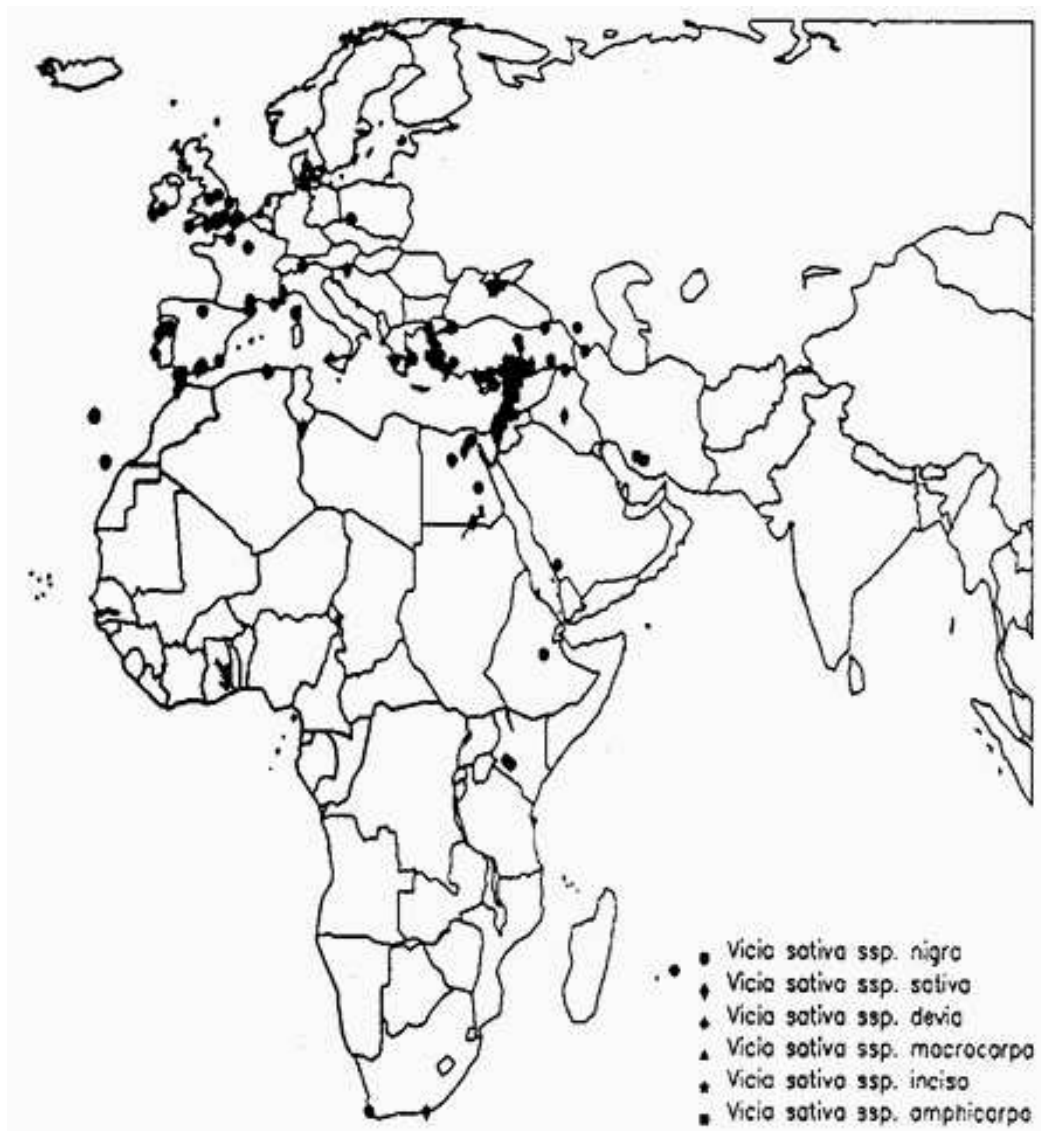 Vicia sativa ssp. nigra
Vicia sativa ssp. sativa
Vicia sativa ssp. devia
Vicia sativa ssp. macrocarpa
Vicia sativa ssp. incisa
Vicia sativa ssp. amphicarpa